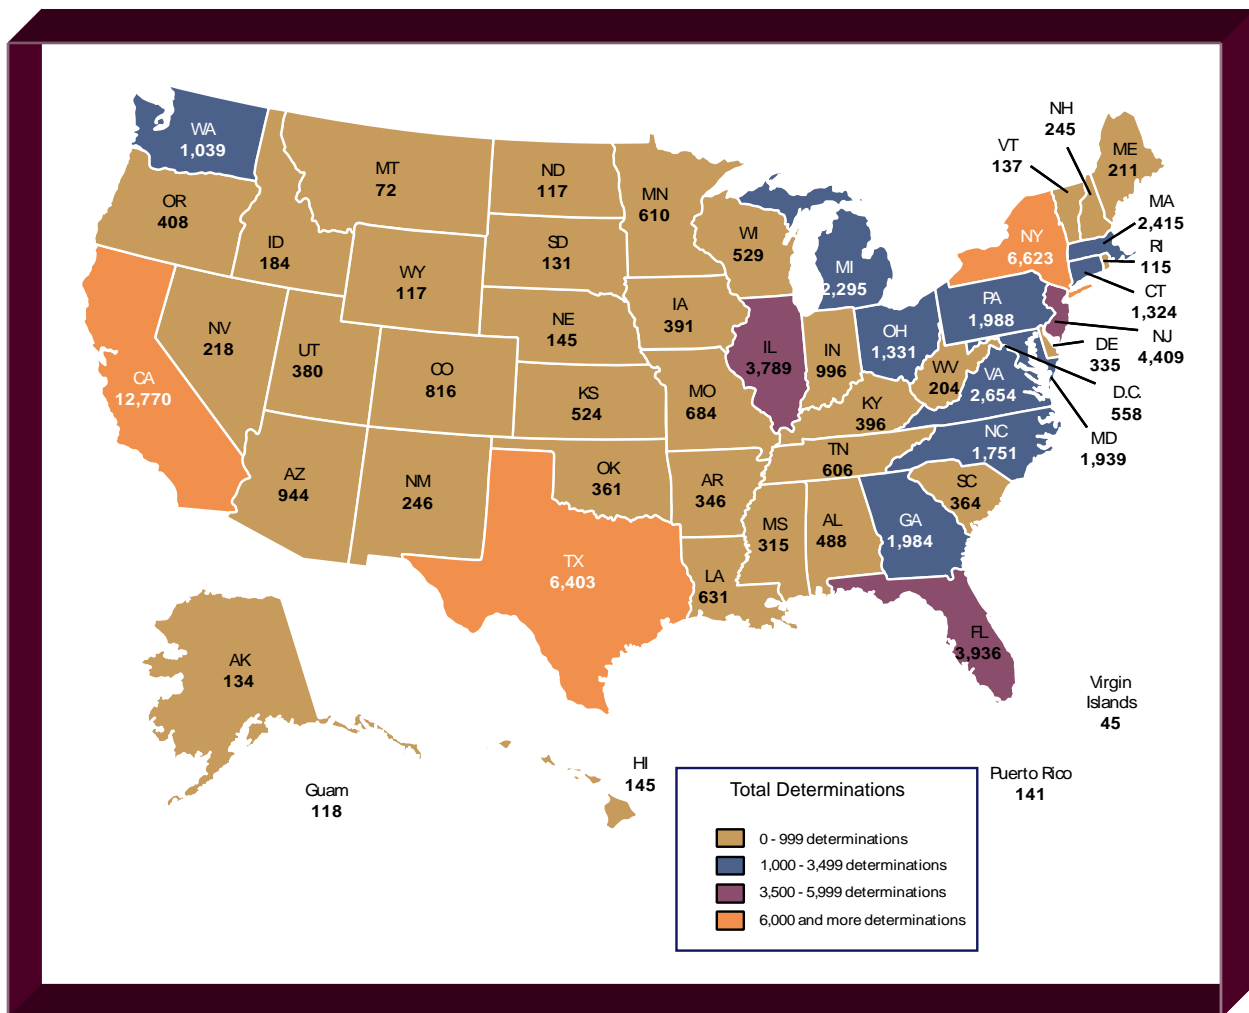 WA
1,039
OR
408
CA
12,770
ID
184
NV
218
MT
72
WY
117
UT
380
AZ
944
CO
816
NM
246
ND
117
SD
131
NE
145
KS
524
OK
361
TX
6,403
MN
610
IA
391
MO
684
AR
346
LA
631
WI
529
IL
3,789
MI
2,295
IN
996
OH
1,331
KY
396
TN
606
MS
315
AL
488
GA
1,984
FL
3,936
SC
364
NC
1,751
VA
2,654
WV
204
PA
1,988
NY
6,623
VT
137
NH
245
ME
211
MA
2,415
RI
115
CT
1,324
NJ
4,409
DE
335
D.C.
558
MD
1,939
AK
134
Guam
118
HI
145
Virgin
Islands
45
Puerto Rico
141
Total Determinations
0 - 999 determinations
1,000 - 3,499 determinations
3,500 - 5,999 determinations
6,000 and more determinations